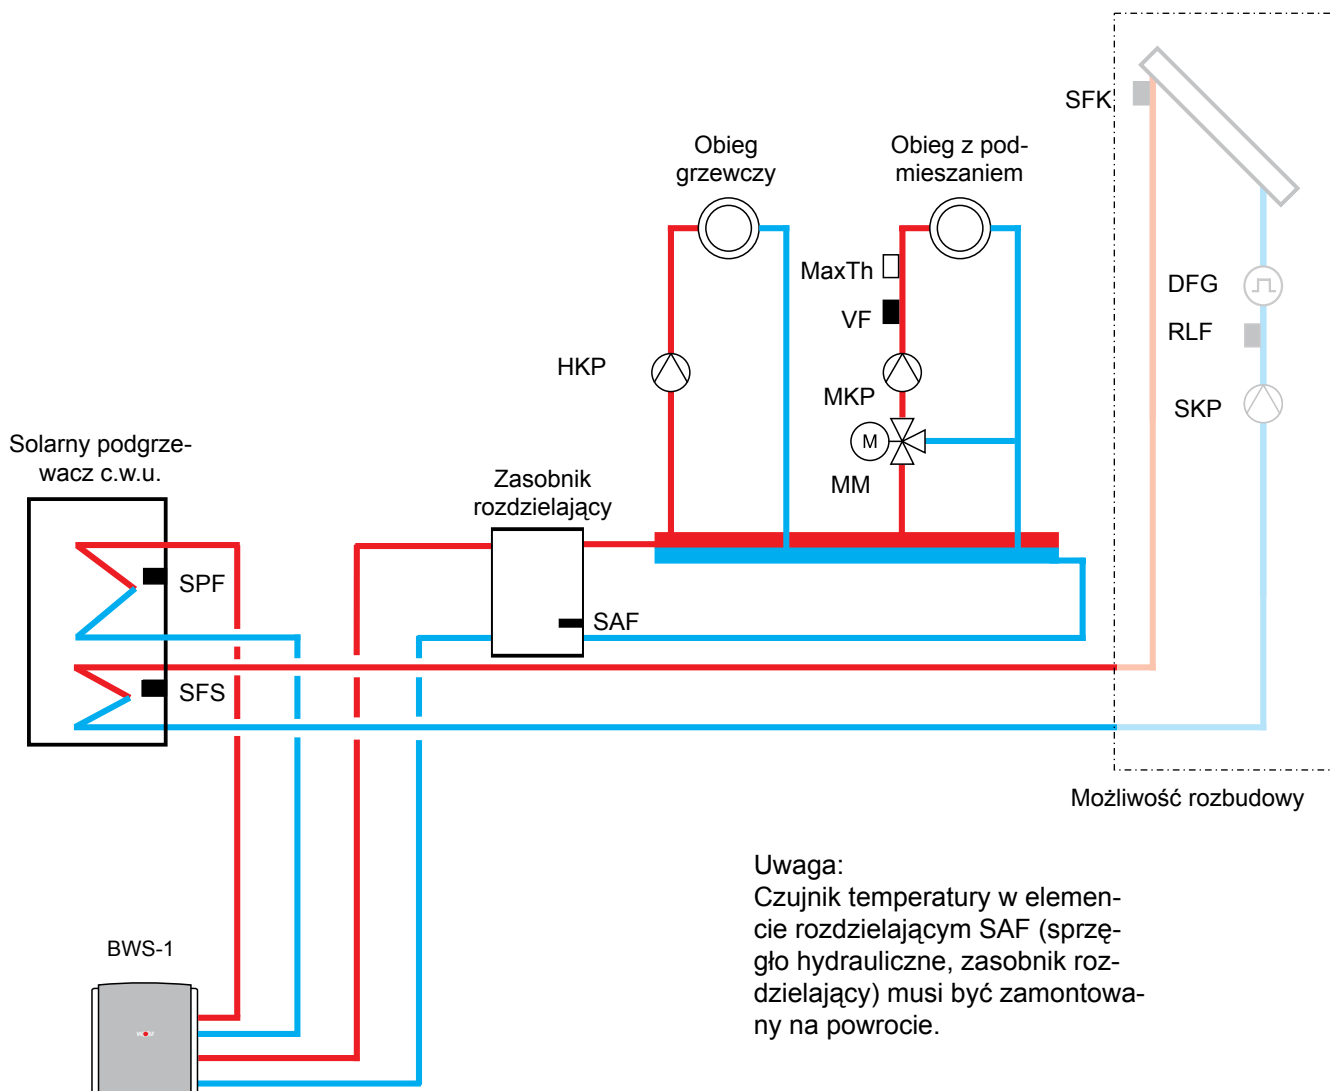 SFK
Obieg
grzewczy
Obieg z pod-
mieszaniem
MaxTh
DFG
VF
RLF
HKP
MKP
SKP
M
MM
Solarny podgrze-
wacz c.w.u.
Zasobnik
rozdzielający
SPF
SAF
SFS
Możliwość rozbudowy
Uwaga:
Czujnik temperatury w elemen-
cie rozdzielającym SAF (sprzę-
gło hydrauliczne, zasobnik roz-
dzielający) musi być zamontowa-
ny na powrocie.
BWS-1